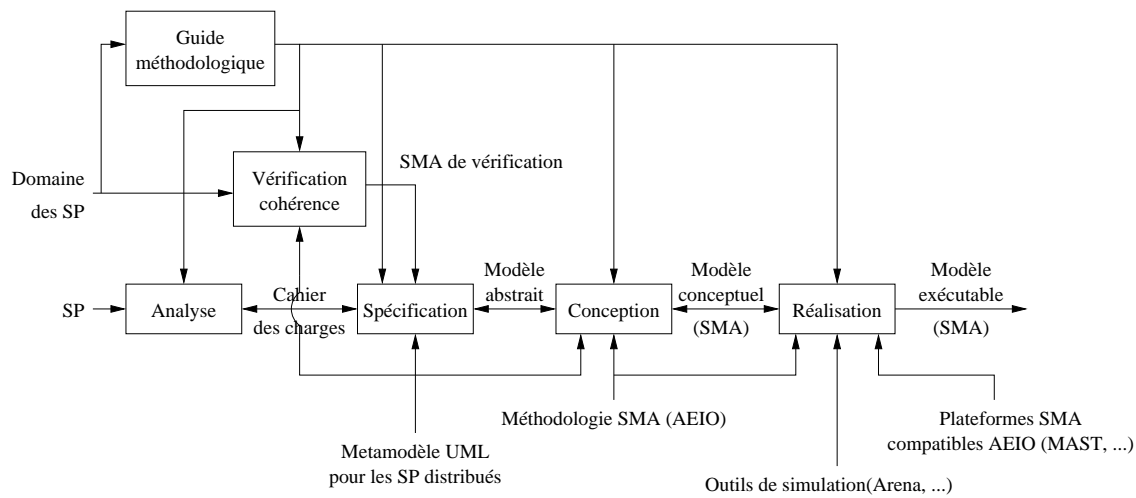 Guide
méthodologique
SMA de vérification
Domaine
des SP
Vérification
cohérence
SP
Analyse
Cahier
des charges
Spécification
Modèle
abstrait
Conception
Modèle
conceptuel
(SMA)
Réalisation
Modèle
exécutable
(SMA)
Méthodologie SMA (AEIO)
Plateformes SMA
compatibles AEIO (MAST, ...)
Metamodèle UML
pour les SP distribués
Outils de simulation(Arena, ...)